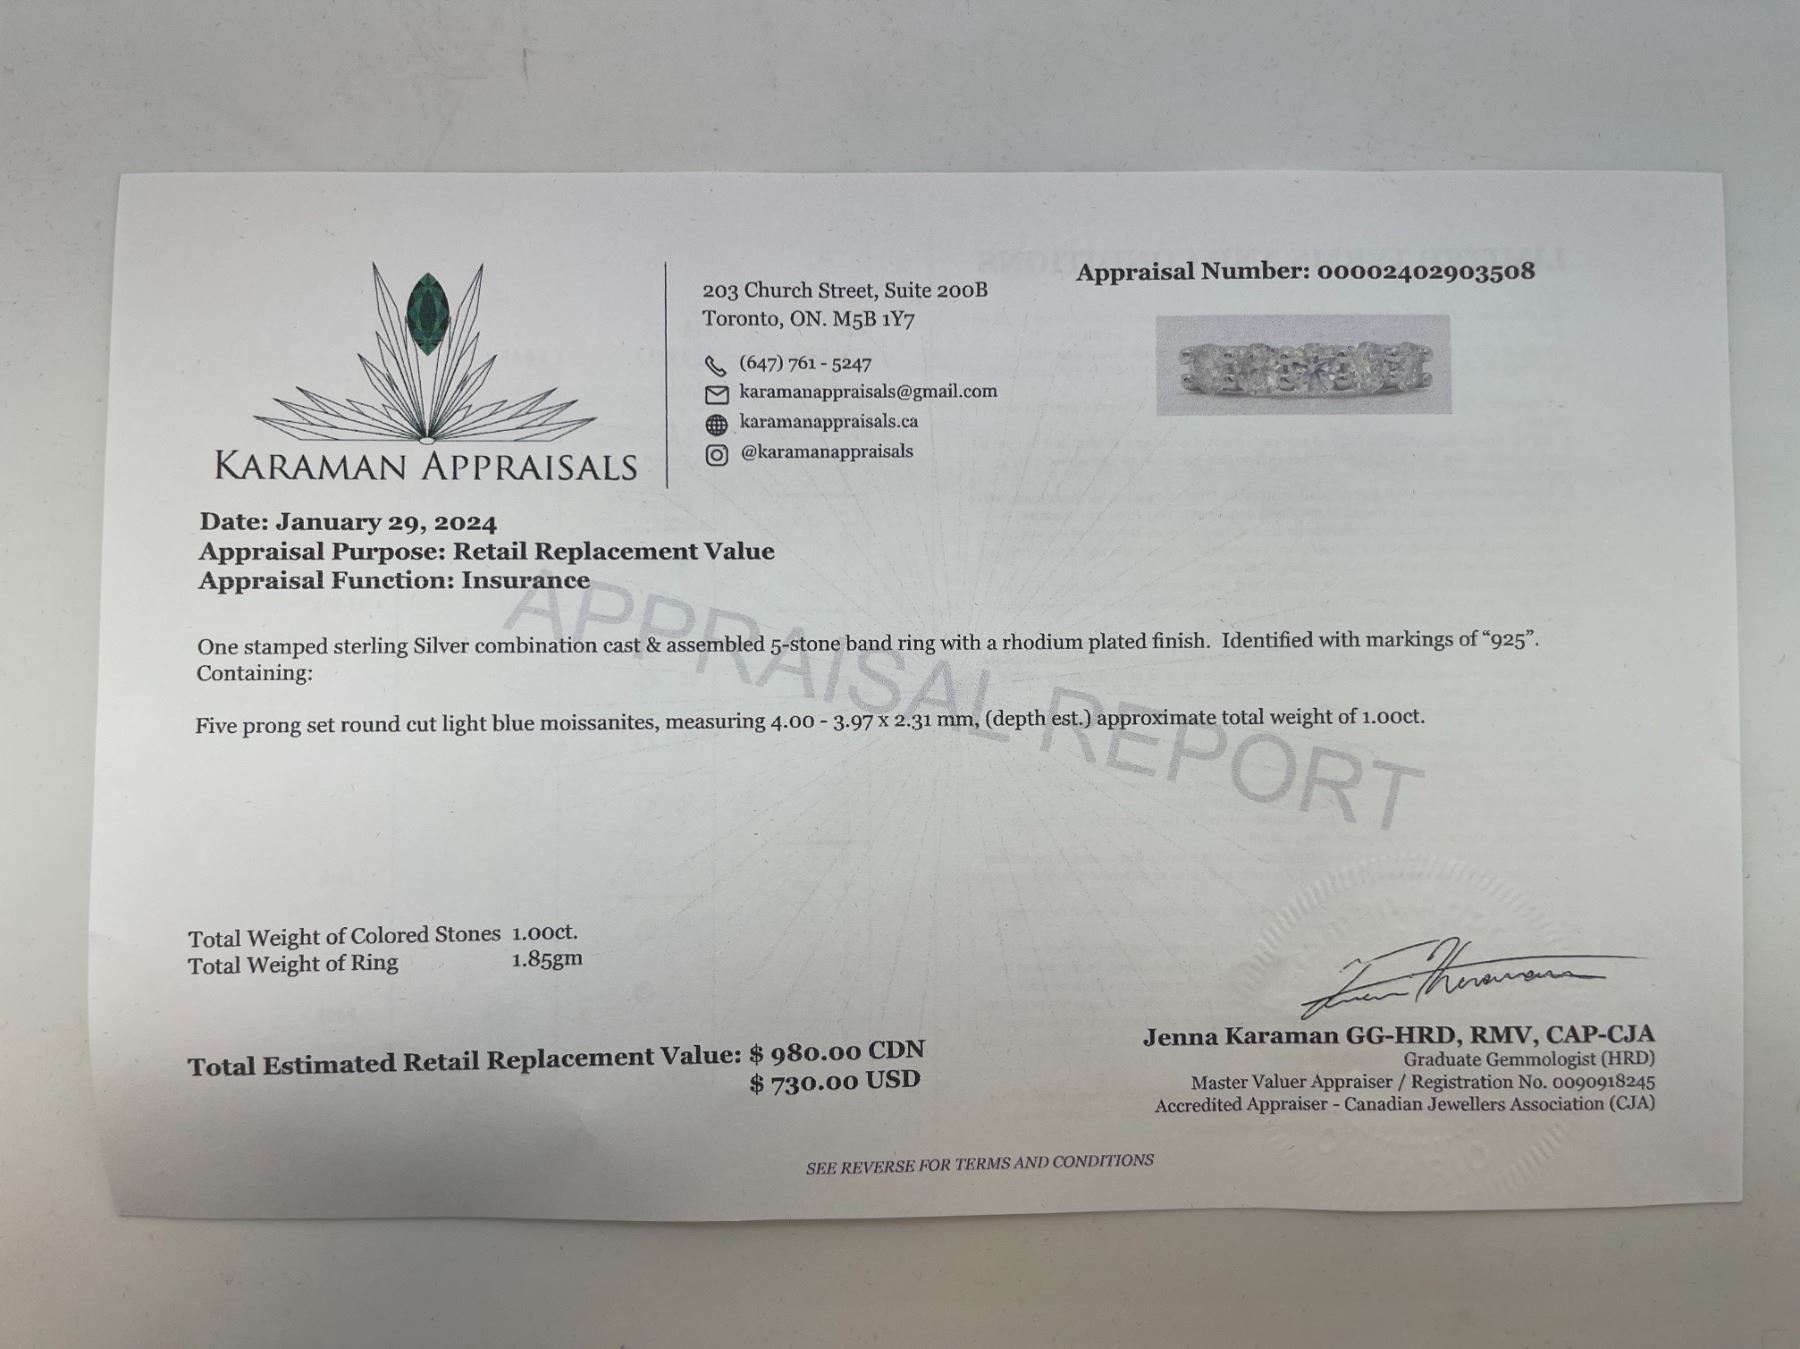 KARAMAN APPRAISALS
203 Church Street, Suite 200B
Toronto, ON. M5B 1Y7
(647) 761 - 5247
karamanappraisals@gmail.com
karamanappraisals.ca
@karamanappraisals
Appraisal Number: 00002402903508
Date: January 29, 2024
Appraisal Purpose: Retail Replacement Value
Appraisal Function: Insurance
APPRAISAL REPORT
One stamped sterling Silver combination cast & assembled 5-stone band ring with a rhodium plated finish. Identified with markings of "925".
Containing:
Five prong set round cut light blue moissanites, measuring 4.00 - 3.97 x 2.31 mm, (depth est.) approximate total weight of 1.00ct.
Total Weight of Colored Stones 1.00ct.
Total Weight of Ring 1.85gm
Total Estimated Retail Replacement Value: $ 980.00 CDN
$ 730.00 USD
Jenna Karaman GG-HRD, RMV, CAP-CJA
Graduate Gemmologist (HRD)
Master Valuer Appraiser / Registration No. 0090918245
Accredited Appraiser - Canadian Jewellers Association (CJA)
SEE REVERSE FOR TERMS AND CONDITIONS